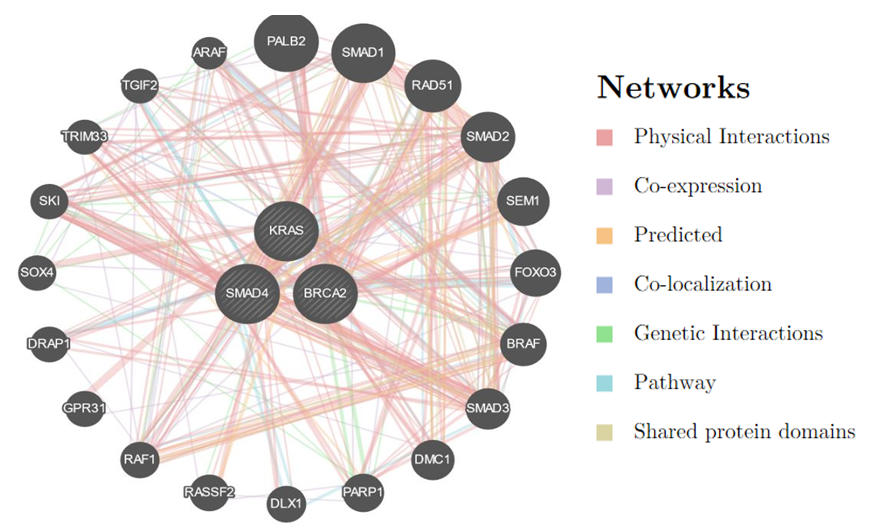 PALB2
SMAD1
ARAF
RAD51
TGIF2
SMAD2
TRIM33
SKI
SEM1
KRAS
SOX4
FOXO3
SMAD4
BRCA2
DRAP1
BRAF
GPR31
SMAD3
RAF1
DMC1
RASSF2
DLX1
PARP1
Networks
Physical Interactions
Co-expression
Predicted
Co-localization
Genetic Interactions
Pathway
Shared protein domains